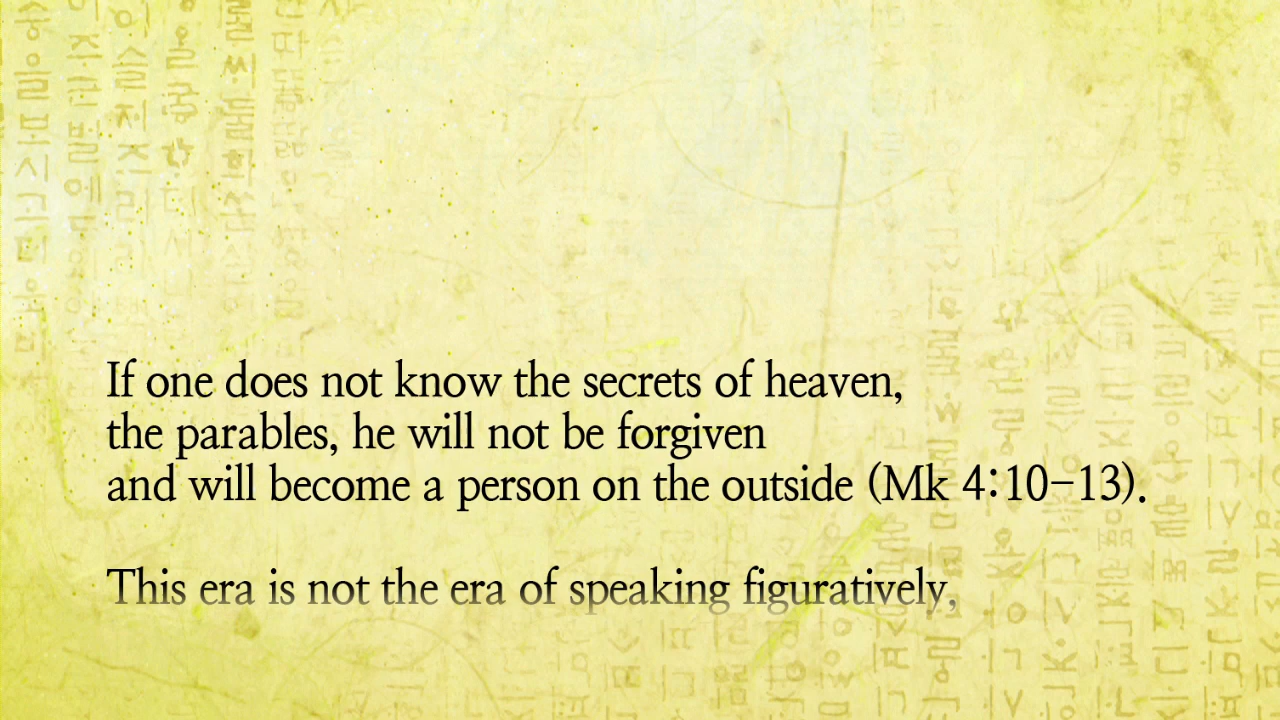 If one does not know the secrets of heaven,
the parables, he will not be forgiven
and will become a person on the outside (Mk 4:10-13).
This era is not the era of speaking figuratively,